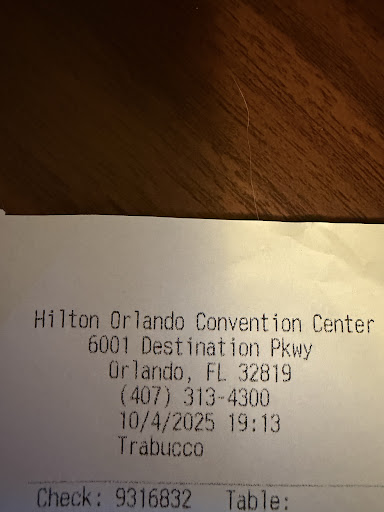 Hilton Orlando Convention Center
6001 Destination Pkwy
Orlando, FL 32819
(407) 313-4300
10/4/2025 19:13
Trabucco
Check: 9316832 Table: